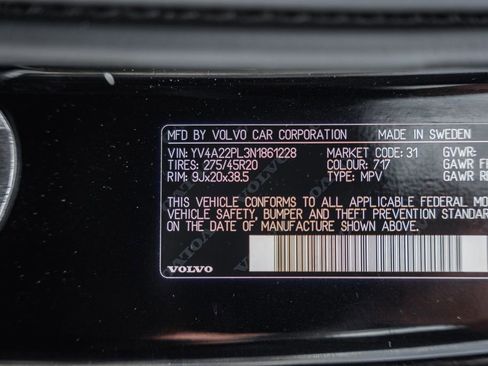 MFD BY VOLVO CAR CORPORATION MADE IN SWEDEN
VIN: YV4A22PL3N1861228 MARKET CODE: 31 GVWR:
TIRES: 275/45R20 COLOUR: 717 GAWR F
RIM: 9Jx20x38.5 TYPE: MPV GAWR R
THIS VEHICLE CONFORMS TO ALL APPLICABLE FEDERAL MO
VEHICLE SAFETY, BUMPER AND THEFT PREVENTION STANDAR
ON THE DATE OF MANUFACTURE SHOWN ABOVE.
VOLVO